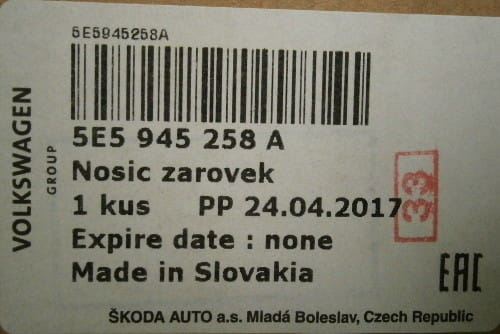 5E5945258A
5E5 945 258 A
Nosic zarovek
1 kus PP 24.04.2017
33
Expire date : none
Made in Slovakia
EAC
VOLKSWAGEN
GROUP
ŠKODA AUTO a.s. Mladá Boleslav, Czech Republic